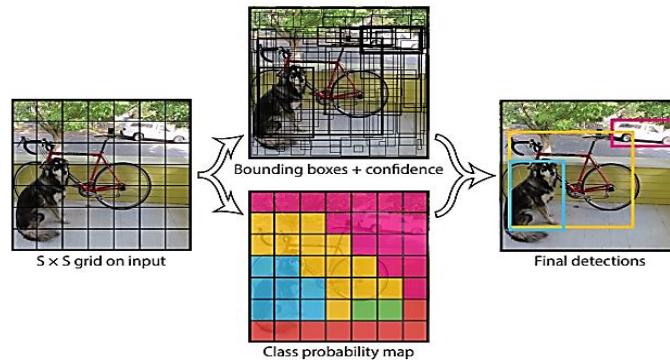 S × S grid on input
Bounding boxes + confidence
Class probability map
Final detections